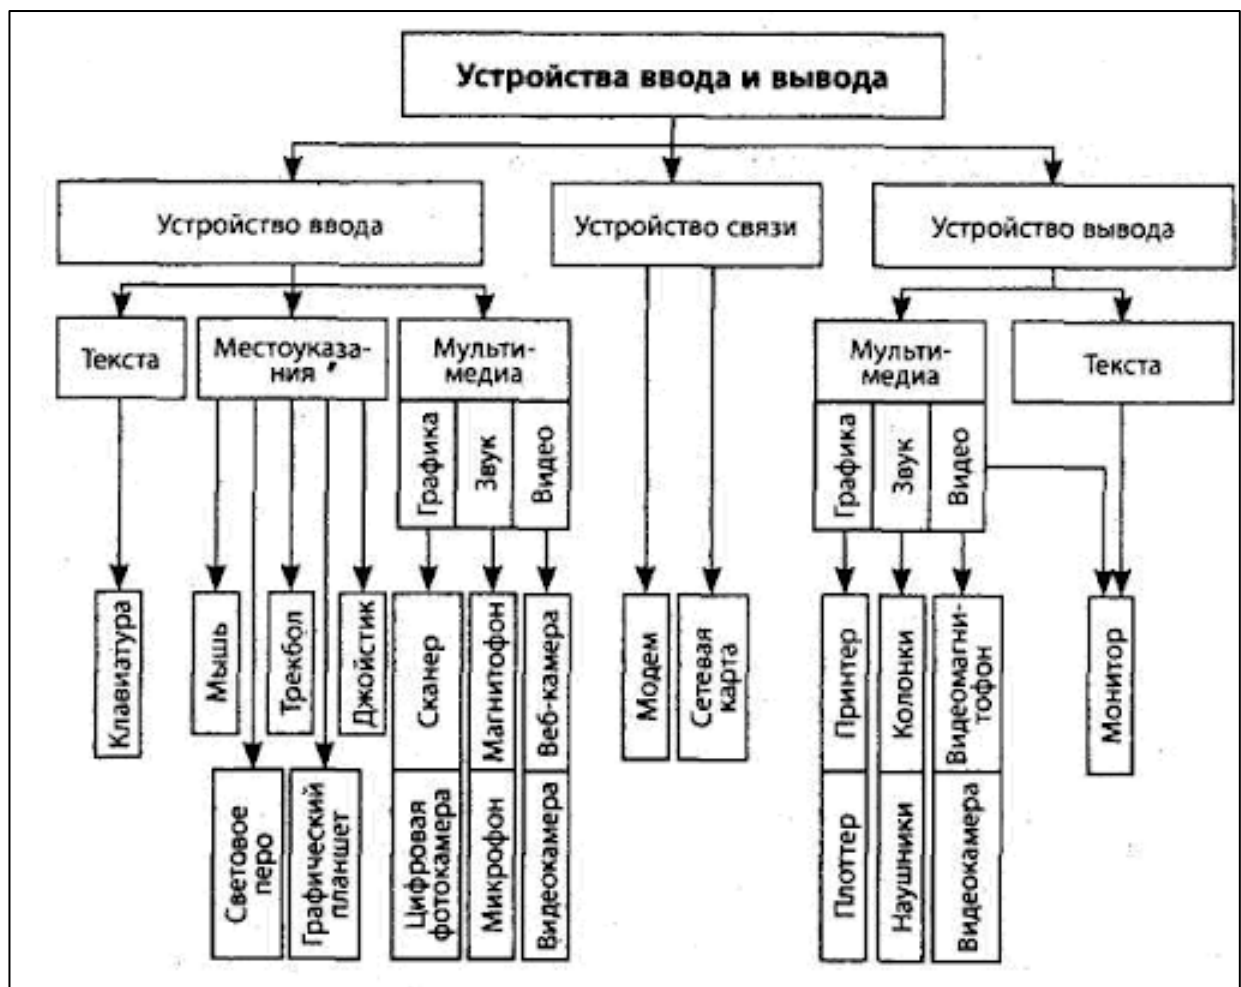 Устройства ввода и вывода
Устройство ввода
Устройство связи
Устройство вывода
Текста
Местоуказа-
ния
Мульти-
медиа
Мульти-
медиа
Текста
Графика
Звук
Видео
Графика
Звук
Видео
Клавиатура
Мышь
Трекбол
Джойстик
Сканер
Магнитофон
Веб-камера
Модем
Сетевая
карта
Принтер
Колонки
Видеомагни-
тофон
Монитор
Световое
перо
Графический
планшет
Цифровая
фотокамера
Микрофон
Видеокамера
Плоттер
Наушники
Видеокамера